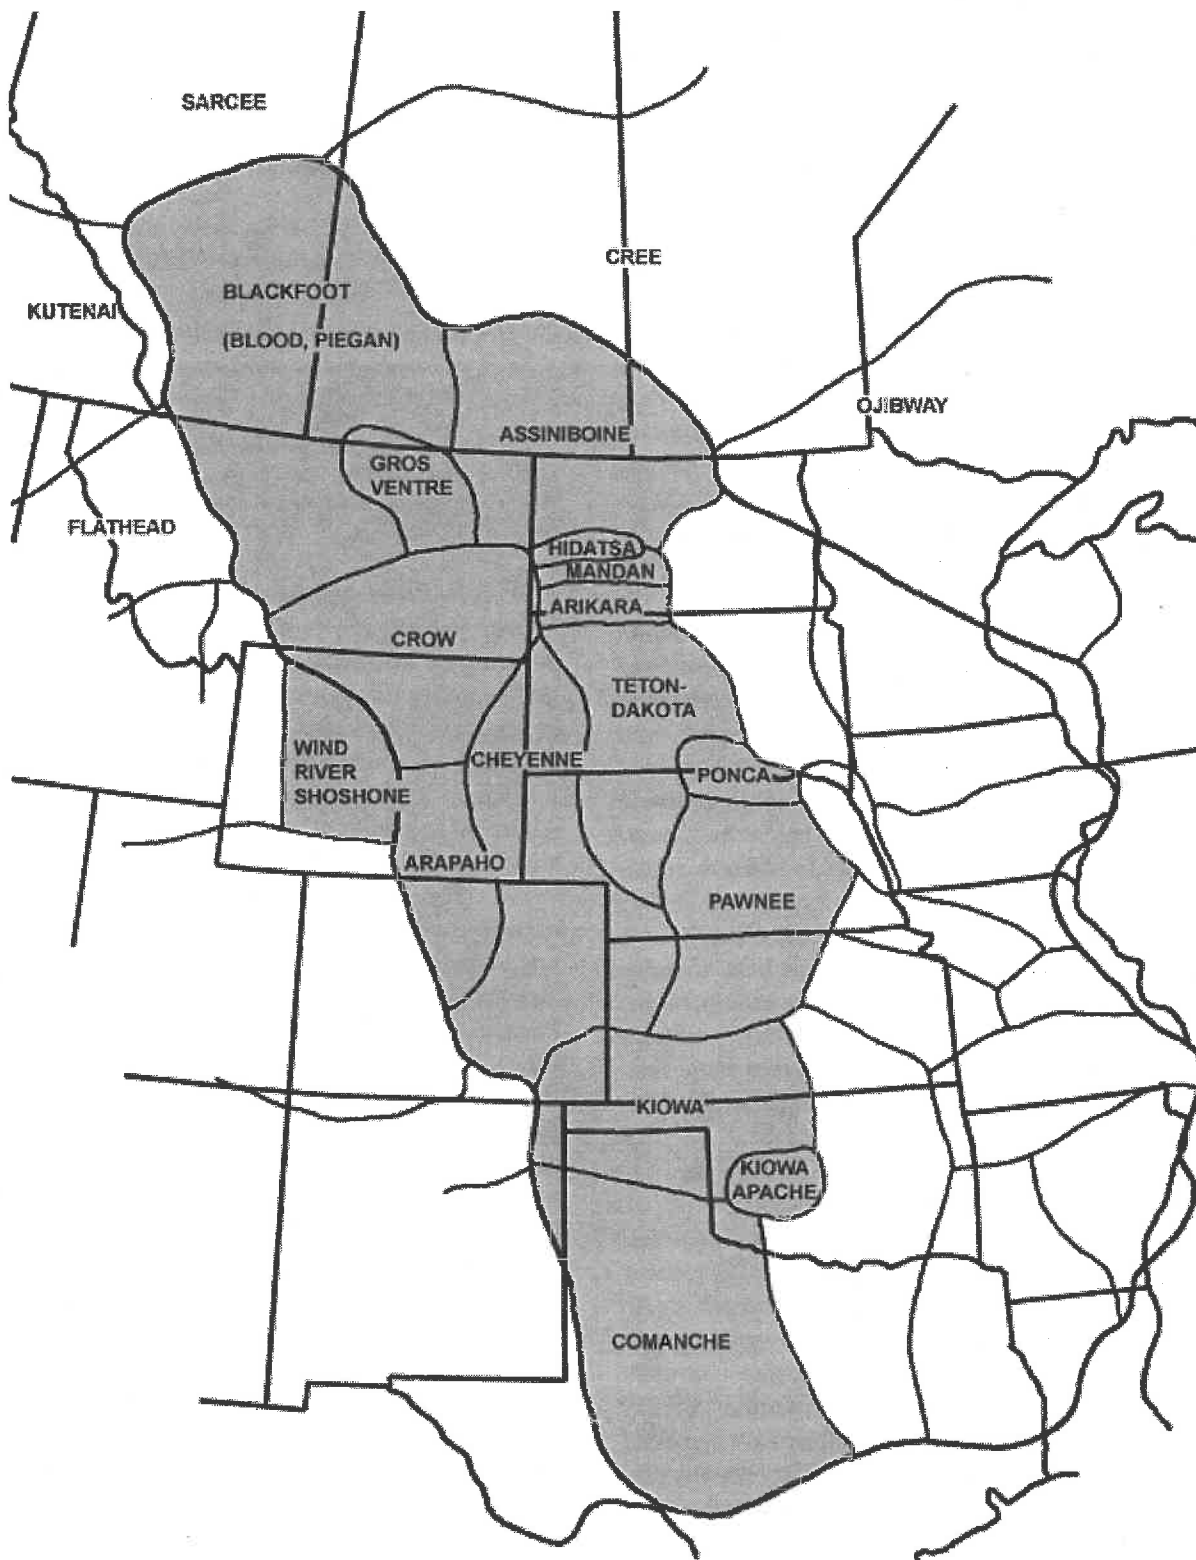 SARCEE
CREE
BLACKFOOT
(BLOOD, PIEGAN)
KUTENAI
OJIBWAY
ASSINIBOINE
GROS
VENTRE
FLATHEAD
HIDATSA
MANDAN
ARIKARA
CROW
TETON-
DAKOTA
WIND
RIVER
SHOSHONE
CHEYENNE
PONCA
ARAPAHO
PAWNEE
KIOWA
KIOWA
APACHE
COMANCHE